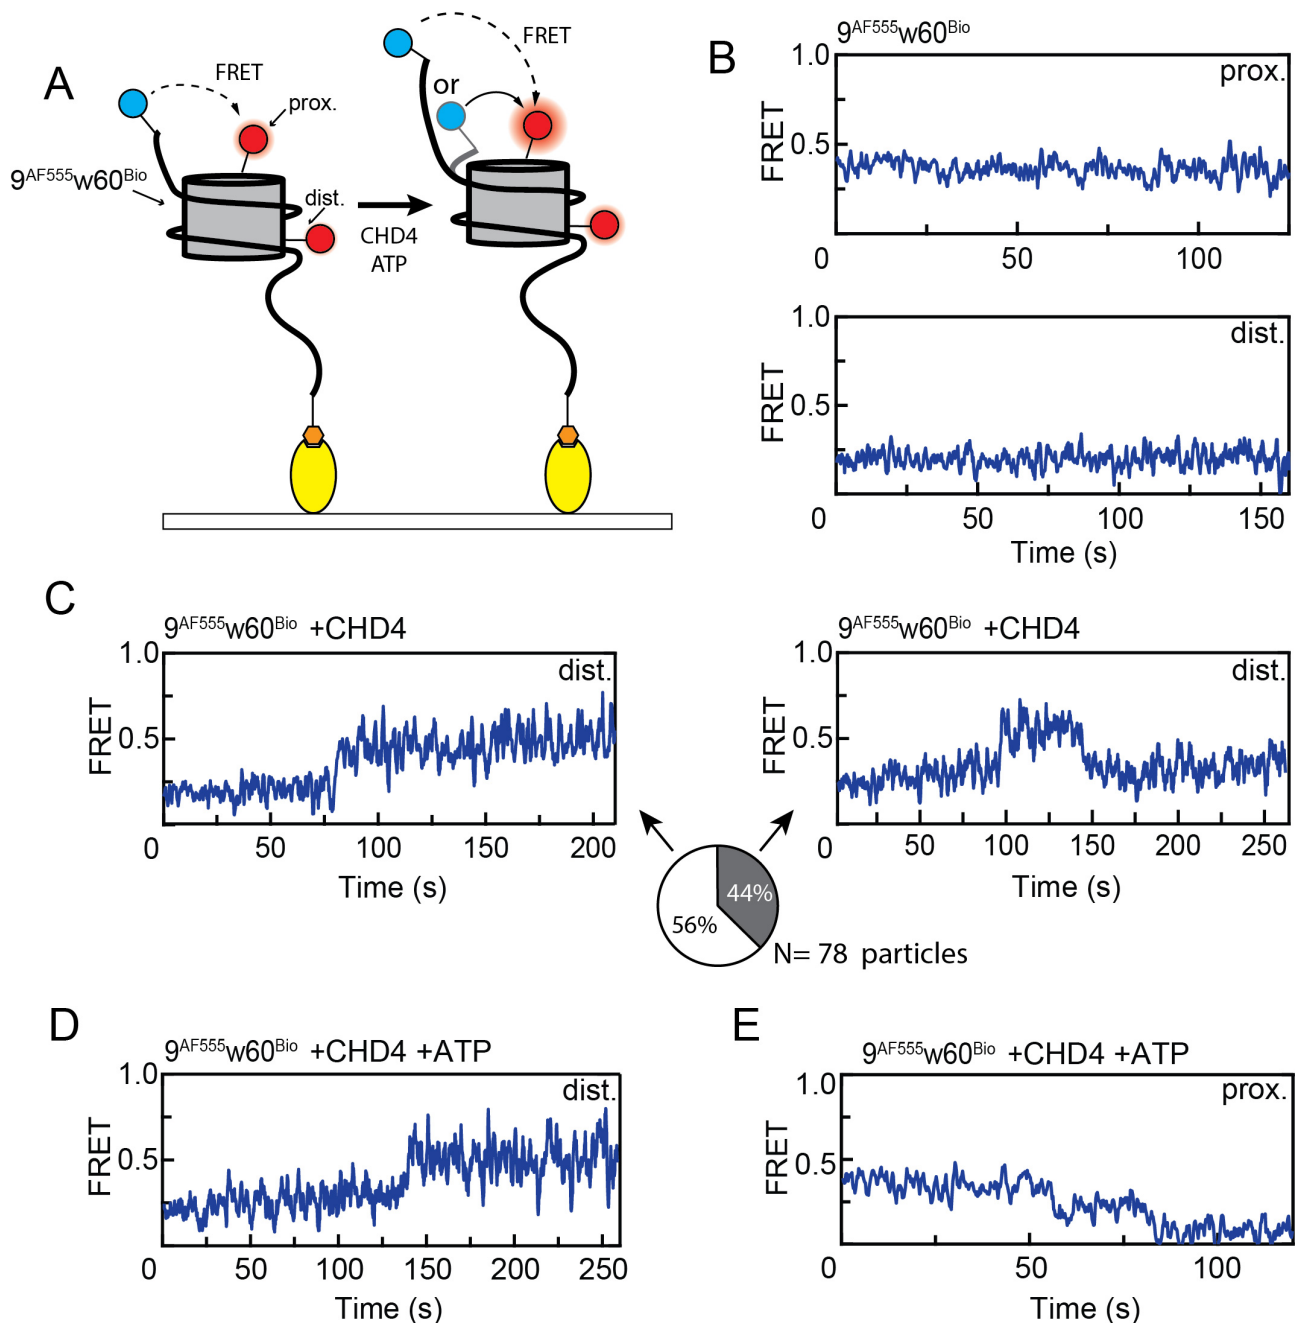 A
FRET
prox.
9AF555w60Bio
dist.
CHD4
ATP
FRET
or
B
9AF555w60Bio
prox.
FRET
1.0
0.5
0
50
100
dist.
FRET
1.0
0.5
0
50
100
150
Time (s)
C
9AF555w60Bio +CHD4
dist.
FRET
1.0
0.5
0
50
100
150
200
Time (s)
9AF555w60Bio +CHD4
dist.
FRET
1.0
0.5
0
50
100
150
200
250
Time (s)
44%
56%
N= 78 particles
D
9AF555w60Bio +CHD4 +ATP
dist.
FRET
1.0
0.5
0
50
100
150
200
250
Time (s)
E
9AF555w60Bio +CHD4 +ATP
prox.
FRET
1.0
0.5
0
50
100
Time (s)